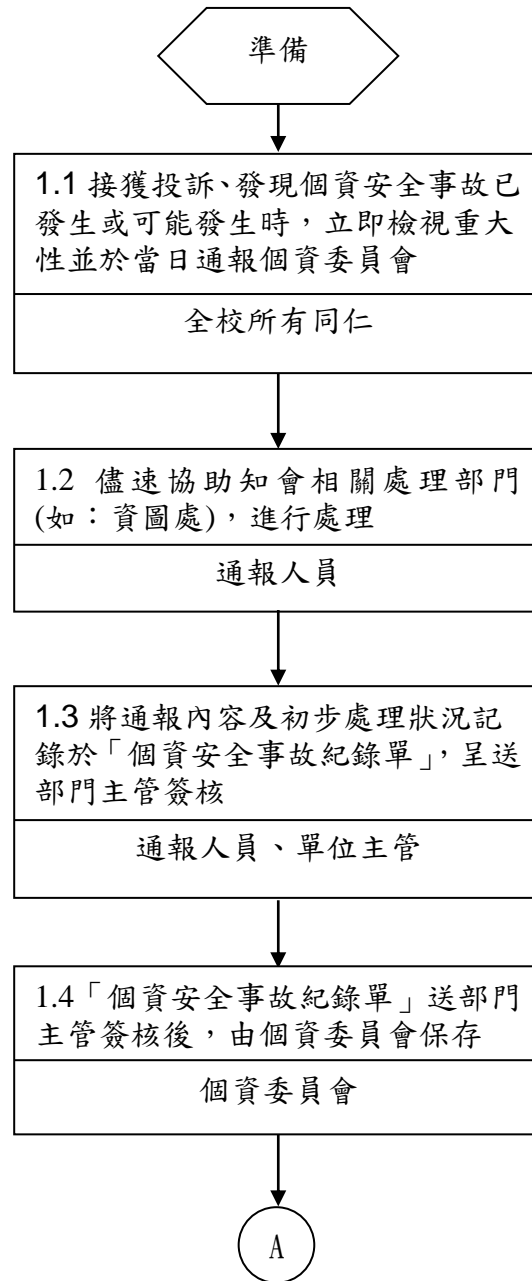 準備
1.1 接獲投訴、發現個資安全事故已
發生或可能發生時，立即檢視重大
性並於當日通報個資委員會
全校所有同仁
1.2 儘速協助知會相關處理部門
(如：資圖處)，進行處理
通報人員
1.3 將通報內容及初步處理狀況記
錄於「個資安全事故紀錄單」，呈送
部門主管簽核
通報人員、單位主管
1.4「個資安全事故紀錄單」送部門
主管簽核後，由個資委員會保存
個資委員會
A